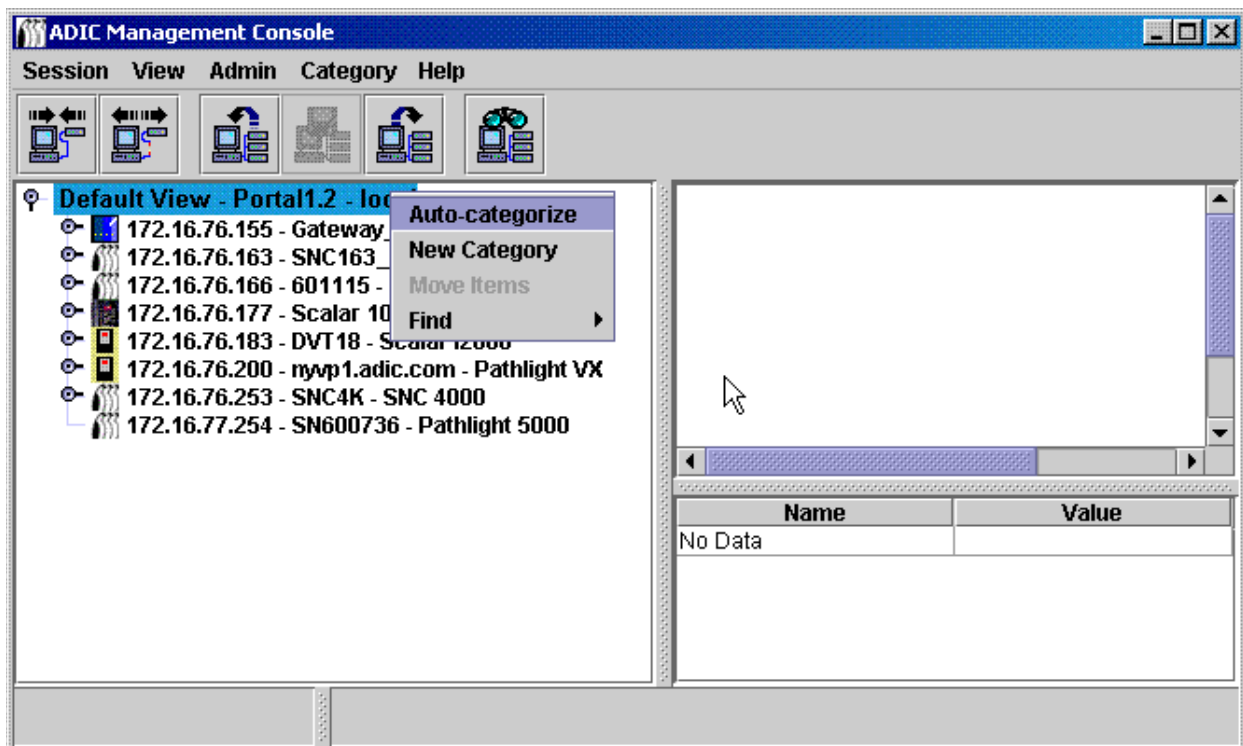 ADIC Management Console
Session View Admin Category Help
Default View - Portal1.2 -
172.16.76.155 - Gateway_
172.16.76.163 - SNC163_
172.16.76.166 - 601115 -
172.16.76.177 - Scalar 10
172.16.76.183 - DVT18 - Scalar i2000
172.16.76.200 - nyvp1.adic.com - Pathlight VX
172.16.76.253 - SNC4K - SNC 4000
172.16.77.254 - SN600736 - Pathlight 5000
Auto-categorize
New Category
Move Items
Find
Name Value
No Data